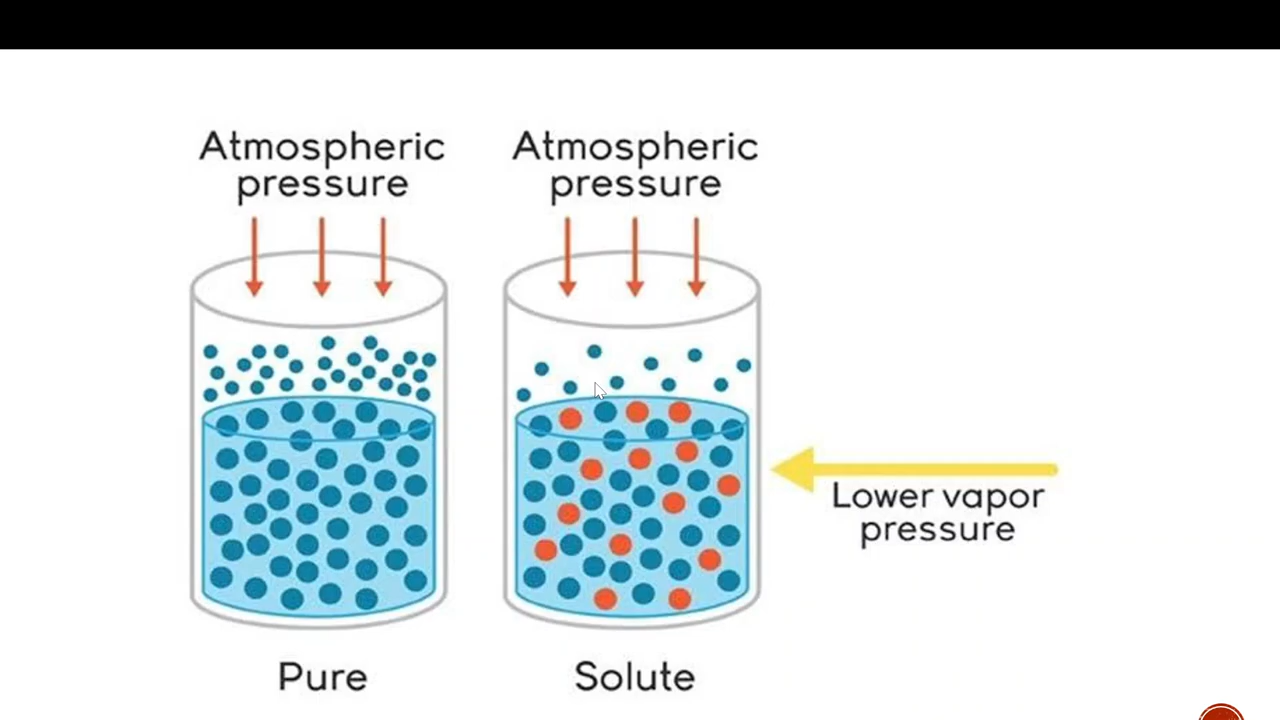 Atmospheric
pressure
Atmospheric
pressure
Lower vapor
pressure
Pure
Solute